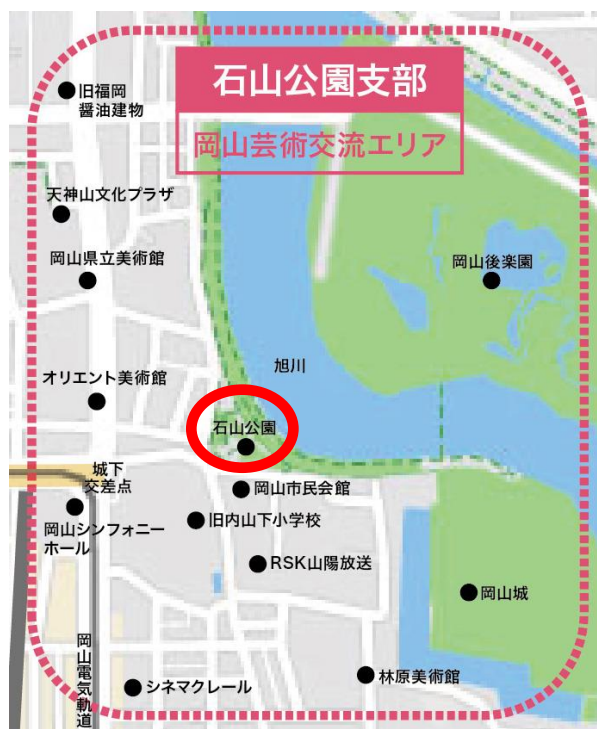 石山公園支部
岡山芸術交流エリア
旧福岡
醤油建物
天神山文化プラザ
岡山県立美術館
岡山後楽園
旭川
オリエント美術館
石山公園
城下
交差点
岡山市民会館
岡山シンフォニー
ホール
旧内山下小学校
RSK山陽放送
岡山城
岡山電気軌道
シネマクレール
林原美術館